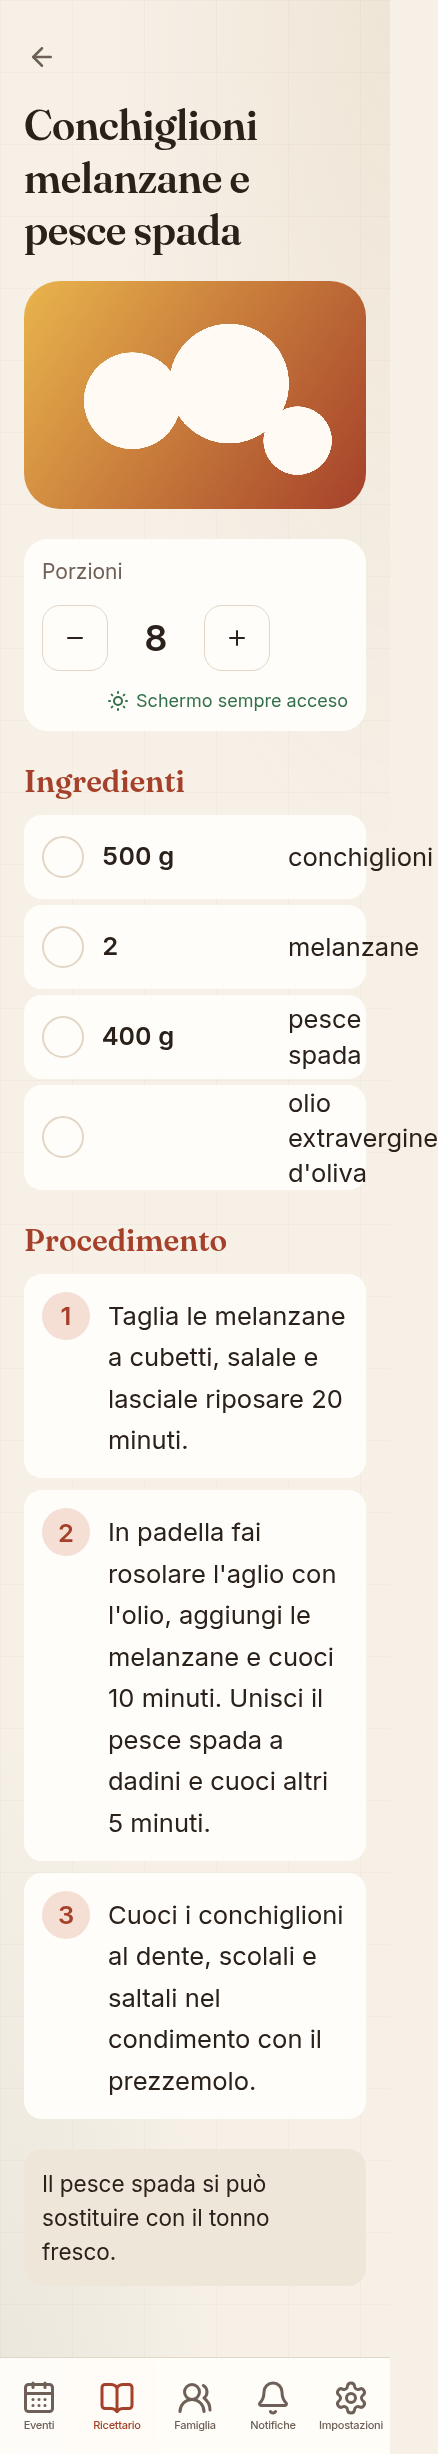 Conchiglioni
melanzane e
pesce spada
Porzioni
− 8 +
Schermo sempre acceso
Ingredienti
500 g conchiglioni
2 melanzane
400 g pesce
spada
olio
extravergine
d'oliva
Procedimento
1 Taglia le melanzane
a cubetti, salale e
lasciale riposare 20
minuti.
2 In padella fai
rosolare l'aglio con
l'olio, aggiungi le
melanzane e cuoci
10 minuti. Unisci il
pesce spada a
dadini e cuoci altri
5 minuti.
3 Cuoci i conchiglioni
al dente, scolali e
saltali nel
condimento con il
prezzemolo.
Il pesce spada si può
sostituire con il tonno
fresco.
Eventi Ricettario Famiglia Notifiche Impostazioni